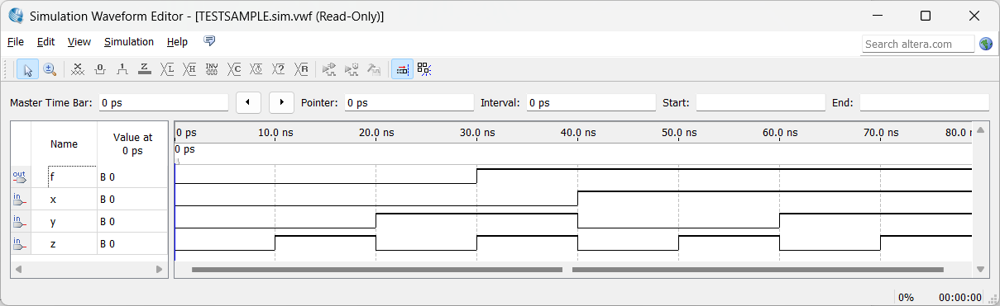 Simulation Waveform Editor - [TESTSAMPLE.sim.vwf (Read-Only)]
File Edit View Simulation Help
Search altera.com
0 1 Z L H INV C ? R
Master Time Bar: 0 ps Pointer: 0 ps Interval: 0 ps Start: End:
Name Value at 0 ps
0 ps 10.0 ns 20.0 ns 30.0 ns 40.0 ns 50.0 ns 60.0 ns 70.0 ns 80.0 n
0 ps
out f B 0
in x B 0
in y B 0
in z B 0
0% 00:00:00